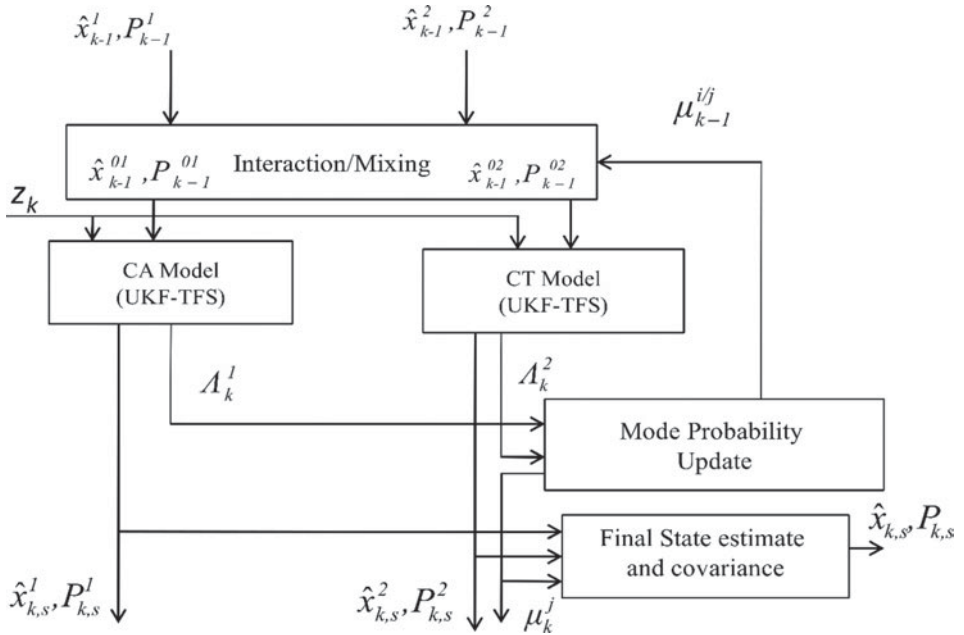 x̂¹ₖ₋₁, P¹ₖ₋₁
x̂²ₖ₋₁, P²ₖ₋₁
μ^{i/j}ₖ₋₁
Interaction/Mixing
x̂⁰¹ₖ₋₁, P⁰¹ₖ₋₁
x̂⁰²ₖ₋₁, P⁰²ₖ₋₁
zₖ
CA Model
(UKF-TFS)
CT Model
(UKF-TFS)
Λ¹ₖ
Λ²ₖ
Mode Probability
Update
Final State estimate
and covariance
x̂ₖ,ₛ, Pₖ,ₛ
x̂¹ₖ,ₛ, P¹ₖ,ₛ
x̂²ₖ,ₛ, P²ₖ,ₛ
μʲₖ